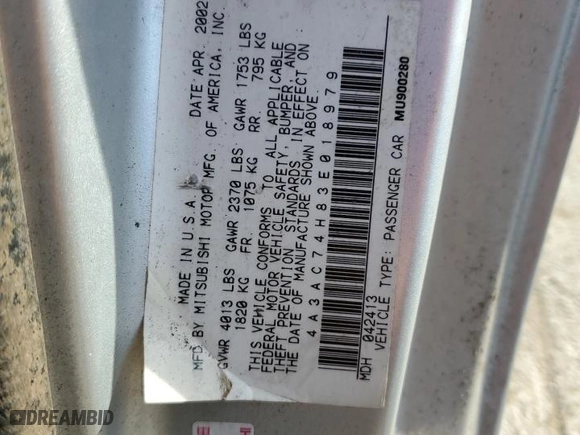 MADE IN U.S.A. DATE APR. 2002
MFD BY MITSUBISHI MOTOR MFG. OF AMERICA, INC.
GVWR 4013 LBS GAWR 2370 LBS GAWR 1753 LBS
1820 KG FR. 1075 KG RR. 795 KG
THIS VEHICLE CONFORMS TO ALL APPLICABLE
FEDERAL MOTOR VEHICLE SAFETY, BUMPER, AND
THEFT PREVENTION STANDARDS IN EFFECT ON
THE DATE OF MANUFACTURE SHOWN ABOVE
4A3AC74H83E018979
MDH 042413
VEHICLE TYPE: PASSENGER CAR MU900280
DREAMBID